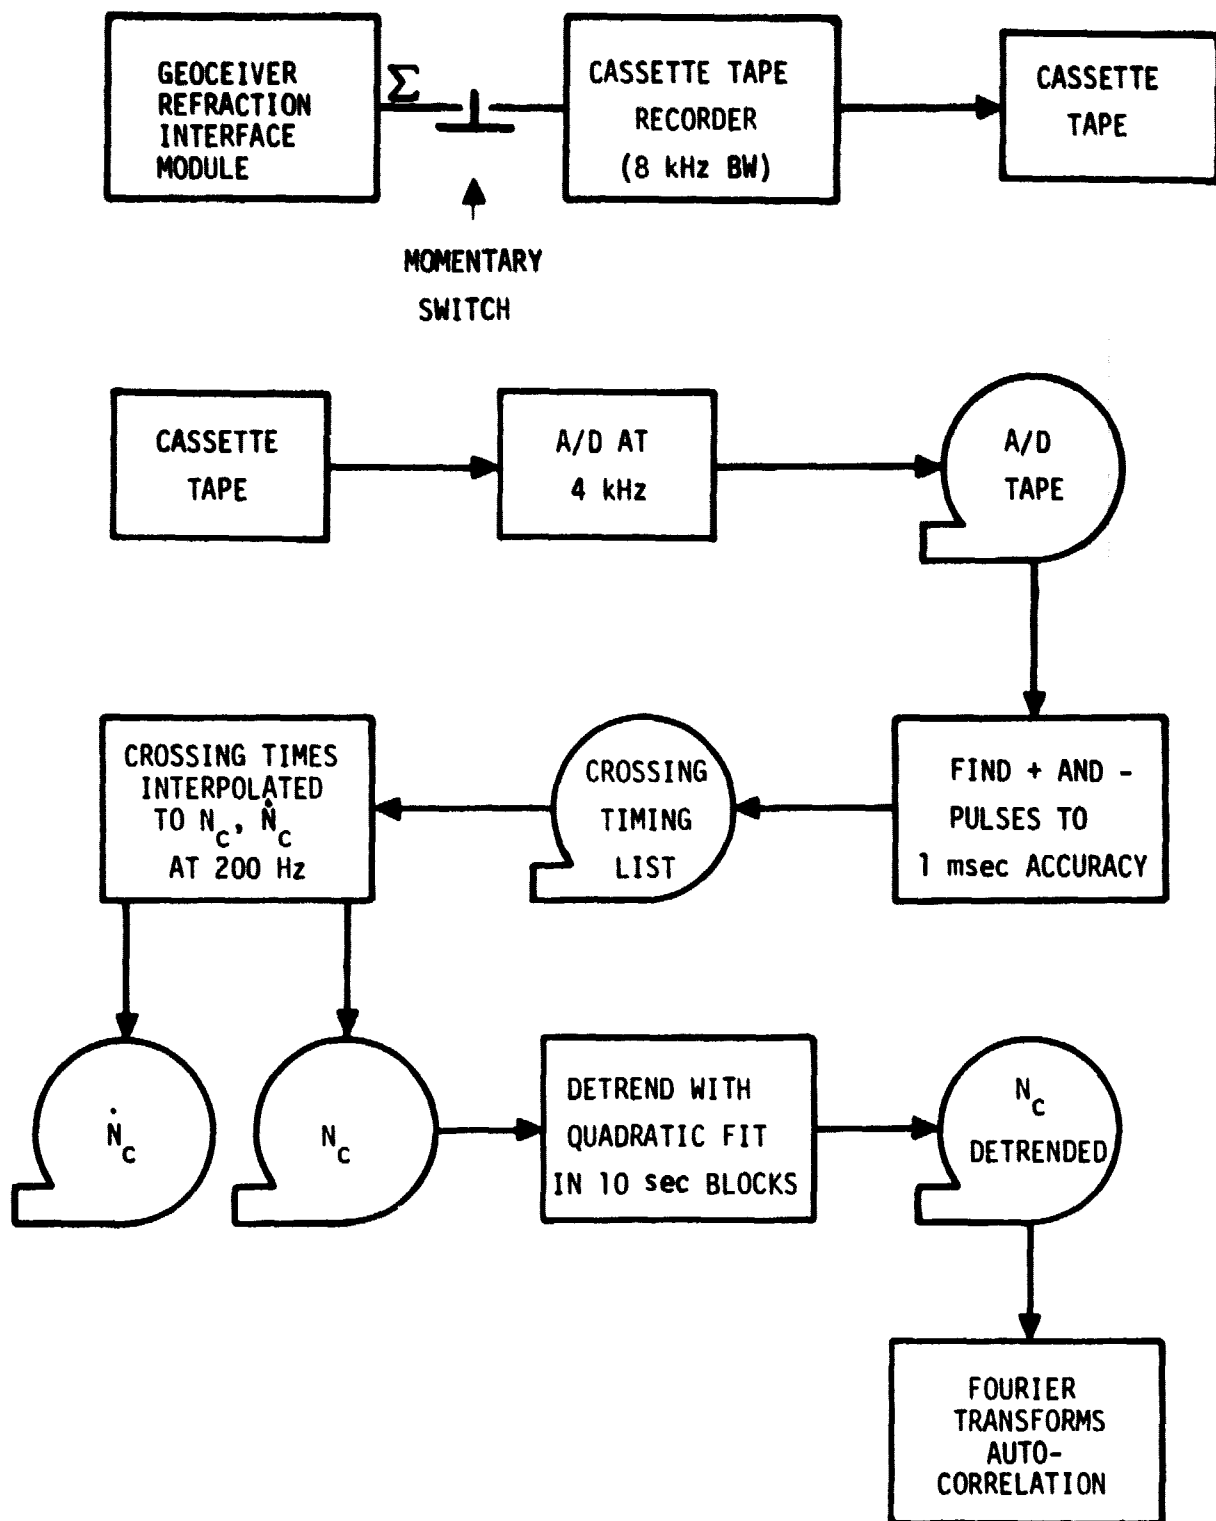 GEOCEIVER
REFRACTION
INTERFACE
MODULE
Σ
CASSETTE TAPE
RECORDER
(8 kHz BW)
CASSETTE
TAPE
MOMENTARY
SWITCH
CASSETTE
TAPE
A/D AT
4 kHz
A/D
TAPE
CROSSING TIMES
INTERPOLATED
TO N_c, Ṅ_c
AT 200 Hz
CROSSING
TIMING
LIST
FIND + AND -
PULSES TO
1 msec ACCURACY
Ṅ_c
N_c
DETREND WITH
QUADRATIC FIT
IN 10 sec BLOCKS
N_c
DETRENDED
FOURIER
TRANSFORMS
AUTO-
CORRELATION